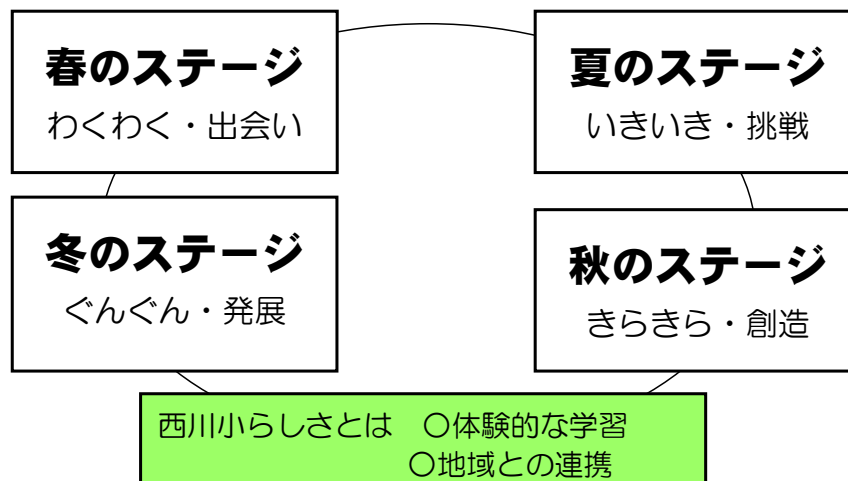 春のステージ
わくわく・出会い
夏のステージ
いきいき・挑戦
冬のステージ
ぐんぐん・発展
秋のステージ
きらきら・創造
西川小らしさとは　○体験的な学習
○地域との連携